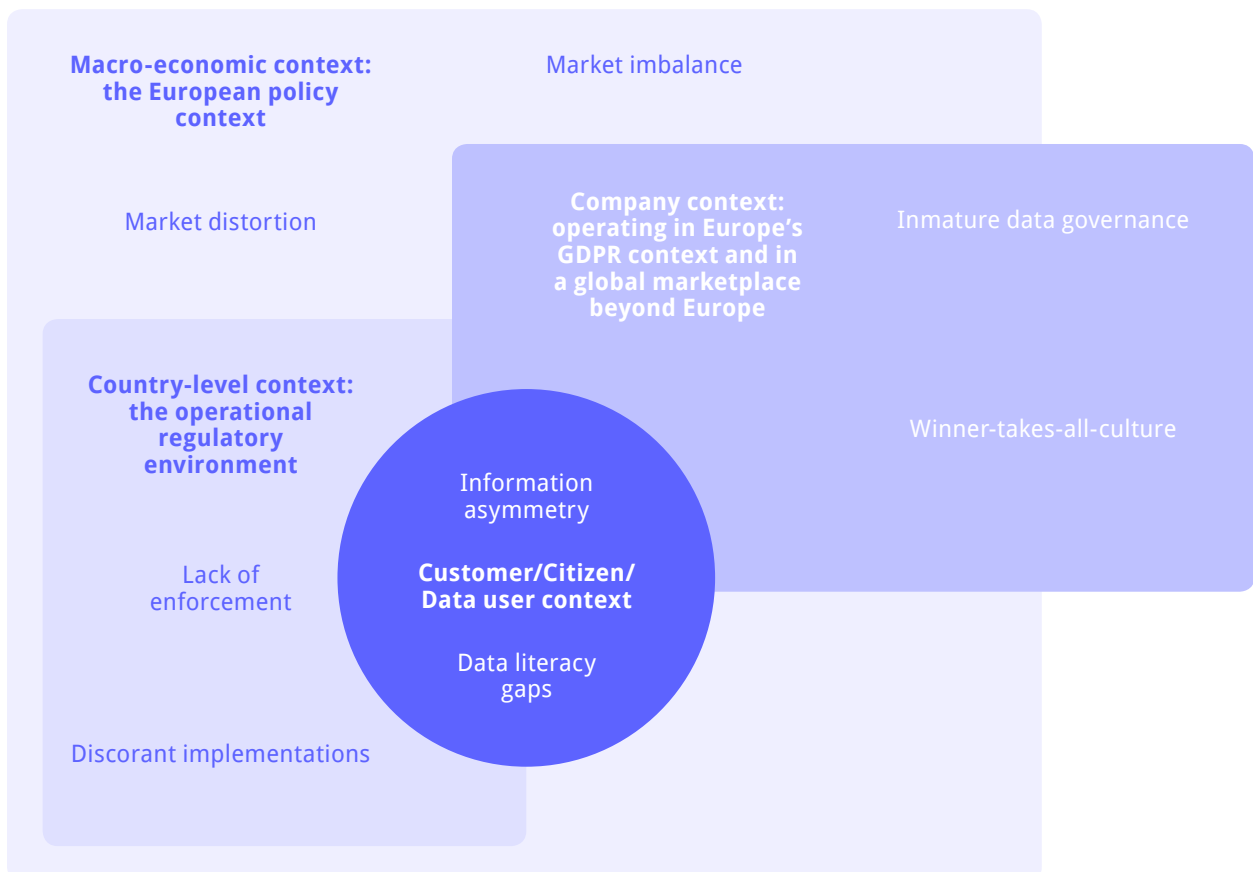 Macro-economic context:
the European policy
context
Market imbalance
Market distortion
Company context:
operating in Europe’s
GDPR context and in
a global marketplace
beyond Europe
Inmature data governance
Winner-takes-all-culture
Country-level context:
the operational
regulatory
environment
Lack of
enforcement
Discorant implementations
Information
asymmetry
Customer/Citizen/
Data user context
Data literacy
gaps